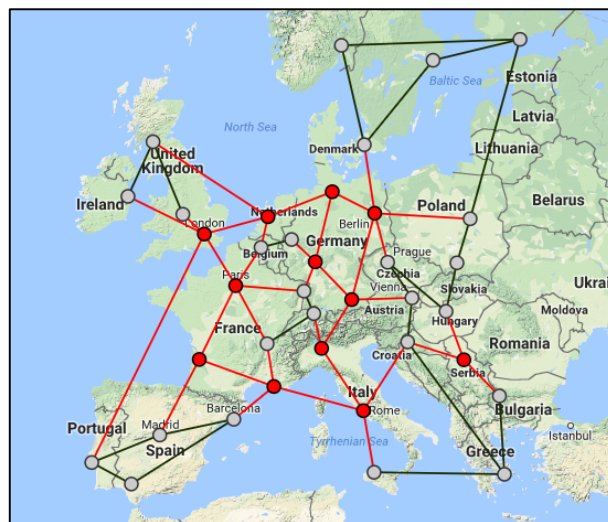 Baltic Sea
Estonia
Latvia
Lithuania
North Sea
Denmark
United
Kingdom
Ireland
London
Netherlands
Berlin
Poland
Belarus
Belgium
Germany
Prague
Czechia
Paris
Vienna
Slovakia
Ukrai
Austria
Hungary
Moldova
France
Croatia
Romania
Serbia
Italy
Rome
Bulgaria
Barcelona
Madrid
Portugal
Spain
Tyrrhenian Sea
Istanbul
Greece